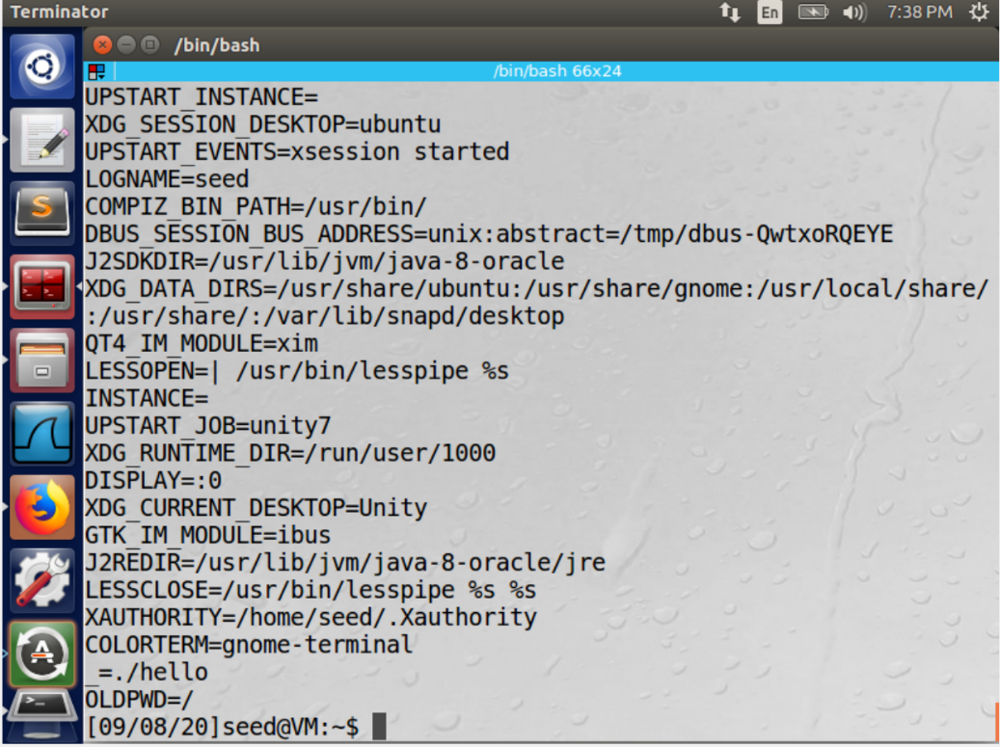 Terminator
En
7:38 PM
/bin/bash
/bin/bash 66x24
UPSTART_INSTANCE=
XDG_SESSION_DESKTOP=ubuntu
UPSTART_EVENTS=xsession started
LOGNAME=seed
COMPIZ_BIN_PATH=/usr/bin/
DBUS_SESSION_BUS_ADDRESS=unix:abstract=/tmp/dbus-QwtxoRQEYE
J2SDKDIR=/usr/lib/jvm/java-8-oracle
XDG_DATA_DIRS=/usr/share/ubuntu:/usr/share/gnome:/usr/local/share/
:/usr/share/:/var/lib/snapd/desktop
QT4_IM_MODULE=xim
LESSOPEN=| /usr/bin/lesspipe %s
INSTANCE=
UPSTART_JOB=unity7
XDG_RUNTIME_DIR=/run/user/1000
DISPLAY=:0
XDG_CURRENT_DESKTOP=Unity
GTK_IM_MODULE=ibus
J2REDIR=/usr/lib/jvm/java-8-oracle/jre
LESSCLOSE=/usr/bin/lesspipe %s %s
XAUTHORITY=/home/seed/.Xauthority
COLORTERM=gnome-terminal
_=./hello
OLDPWD=/
[09/08/20]seed@VM:~$